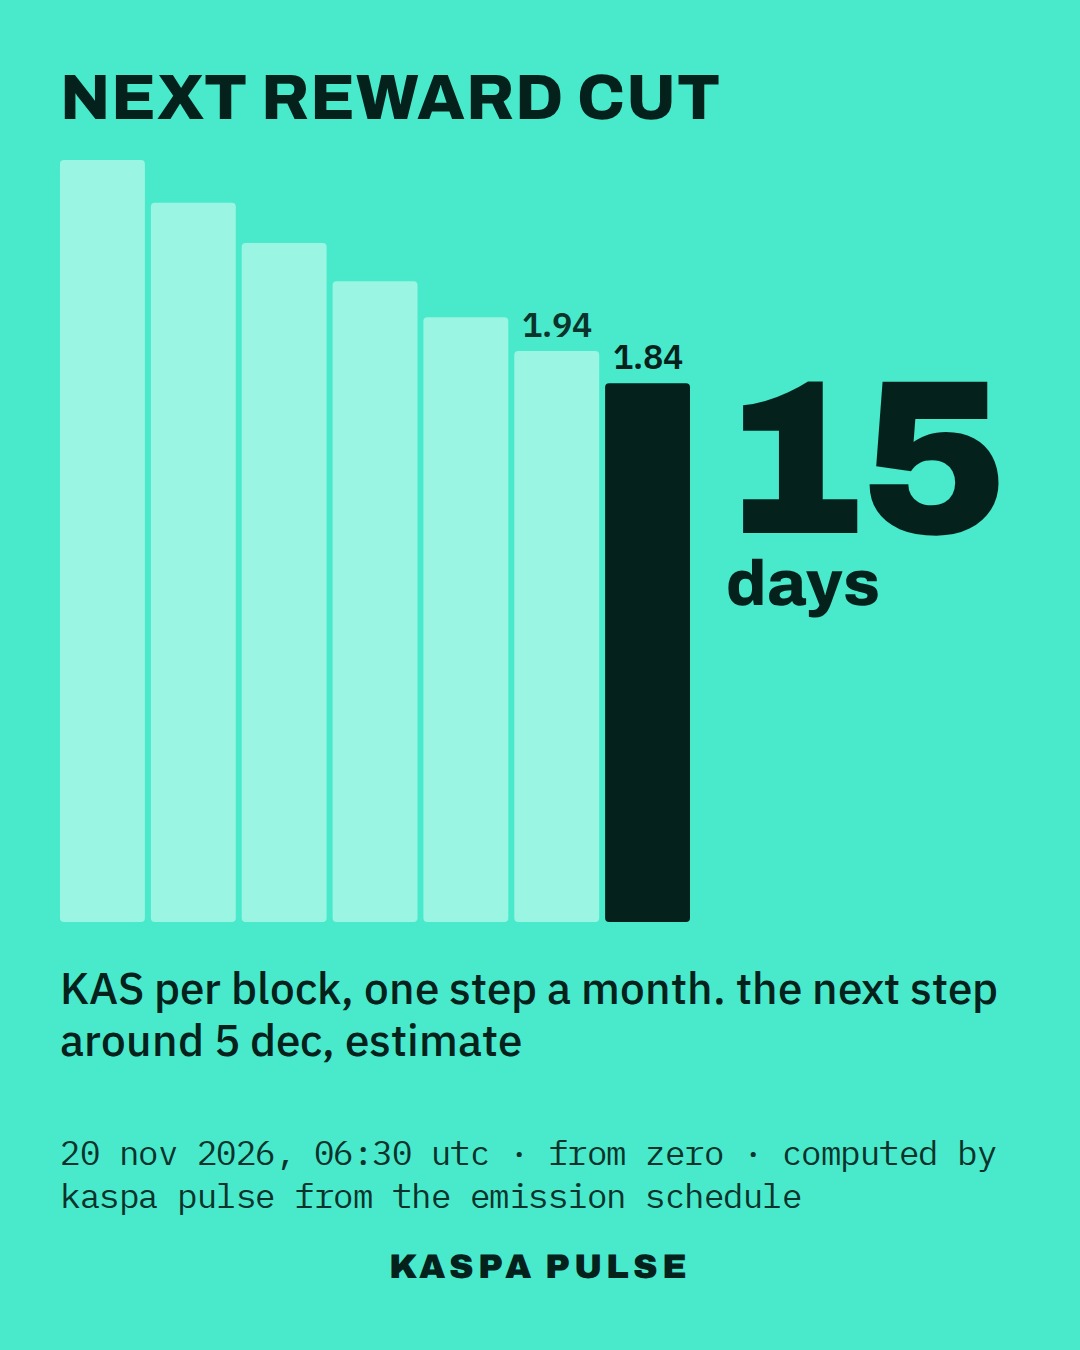 NEXT REWARD CUT
1.94
1.84
15
days
KAS per block, one step a month. the next step
around 5 dec, estimate
20 nov 2026, 06:30 utc · from zero · computed by
kaspa pulse from the emission schedule
KASPA PULSE